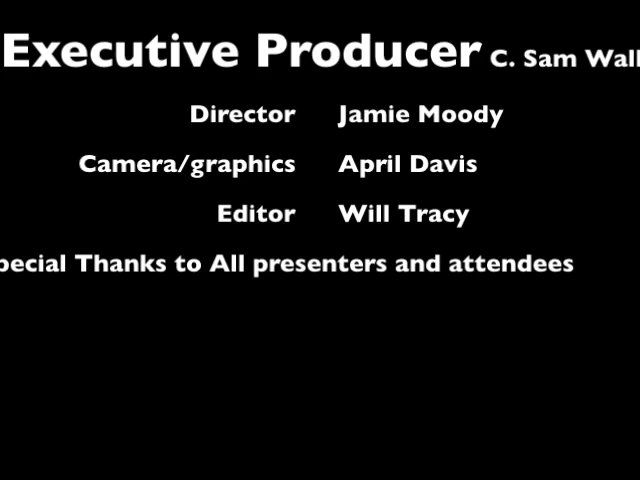 Executive Producer C. Sam Wall
Director Jamie Moody
Camera/graphics April Davis
Editor Will Tracy
pecial Thanks to All presenters and attendees